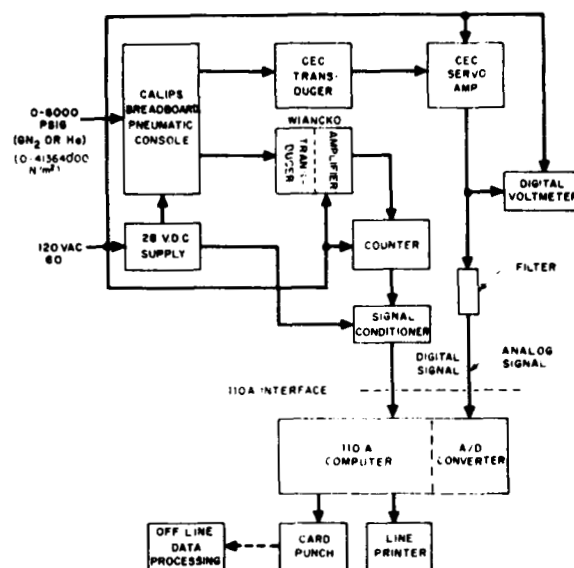 CALIPS
BREADBOARD
PNEUMATIC
CONSOLE
0-6000
PSIG
(GN2 OR He)
(0-41364000
N/m2)
CEC
TRANS-
DUCER
CEC
SERVO
AMP
WIANCKO
TRANS-
DUCER
AMPLIFIER
DIGITAL
VOLTMETER
120 VAC
60
28 V.D.C
SUPPLY
COUNTER
FILTER
SIGNAL
CONDITIONER
DIGITAL
SIGNAL
ANALOG
SIGNAL
110A INTERFACE
110 A
COMPUTER
A/D
CONVERTER
OFF LINE
DATA
PROCESSING
CARD
PUNCH
LINE
PRINTER